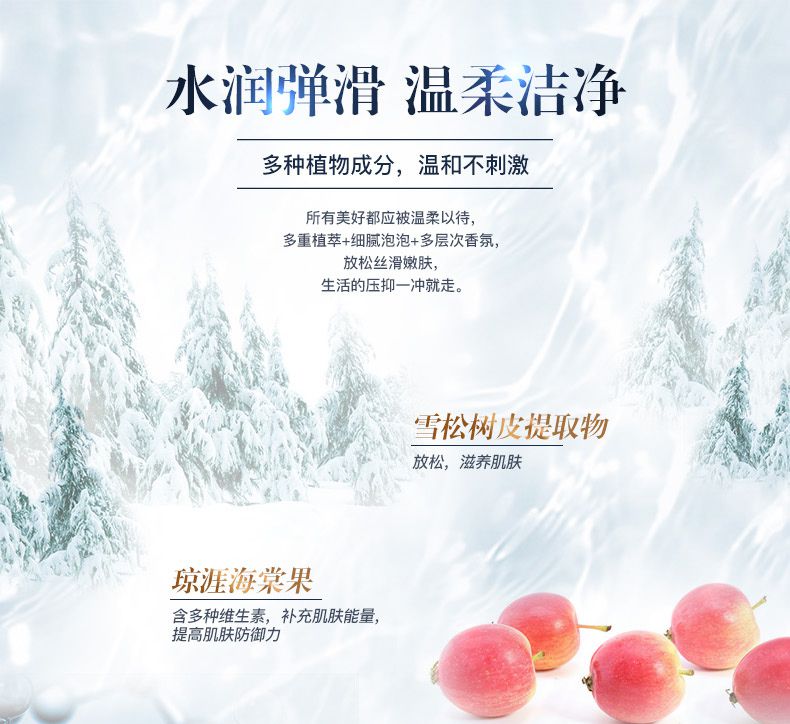 水润弹滑 温柔洁净
多种植物成分，温和不刺激
所有美好都应被温柔以待，
多重植萃+细腻泡泡+多层次香氛，
放松丝滑嫩肤，
生活的压抑一冲就走。
雪松树皮提取物
放松，滋养肌肤
琼涯海棠果
含多种维生素，补充肌肤能量，
提高肌肤防御力